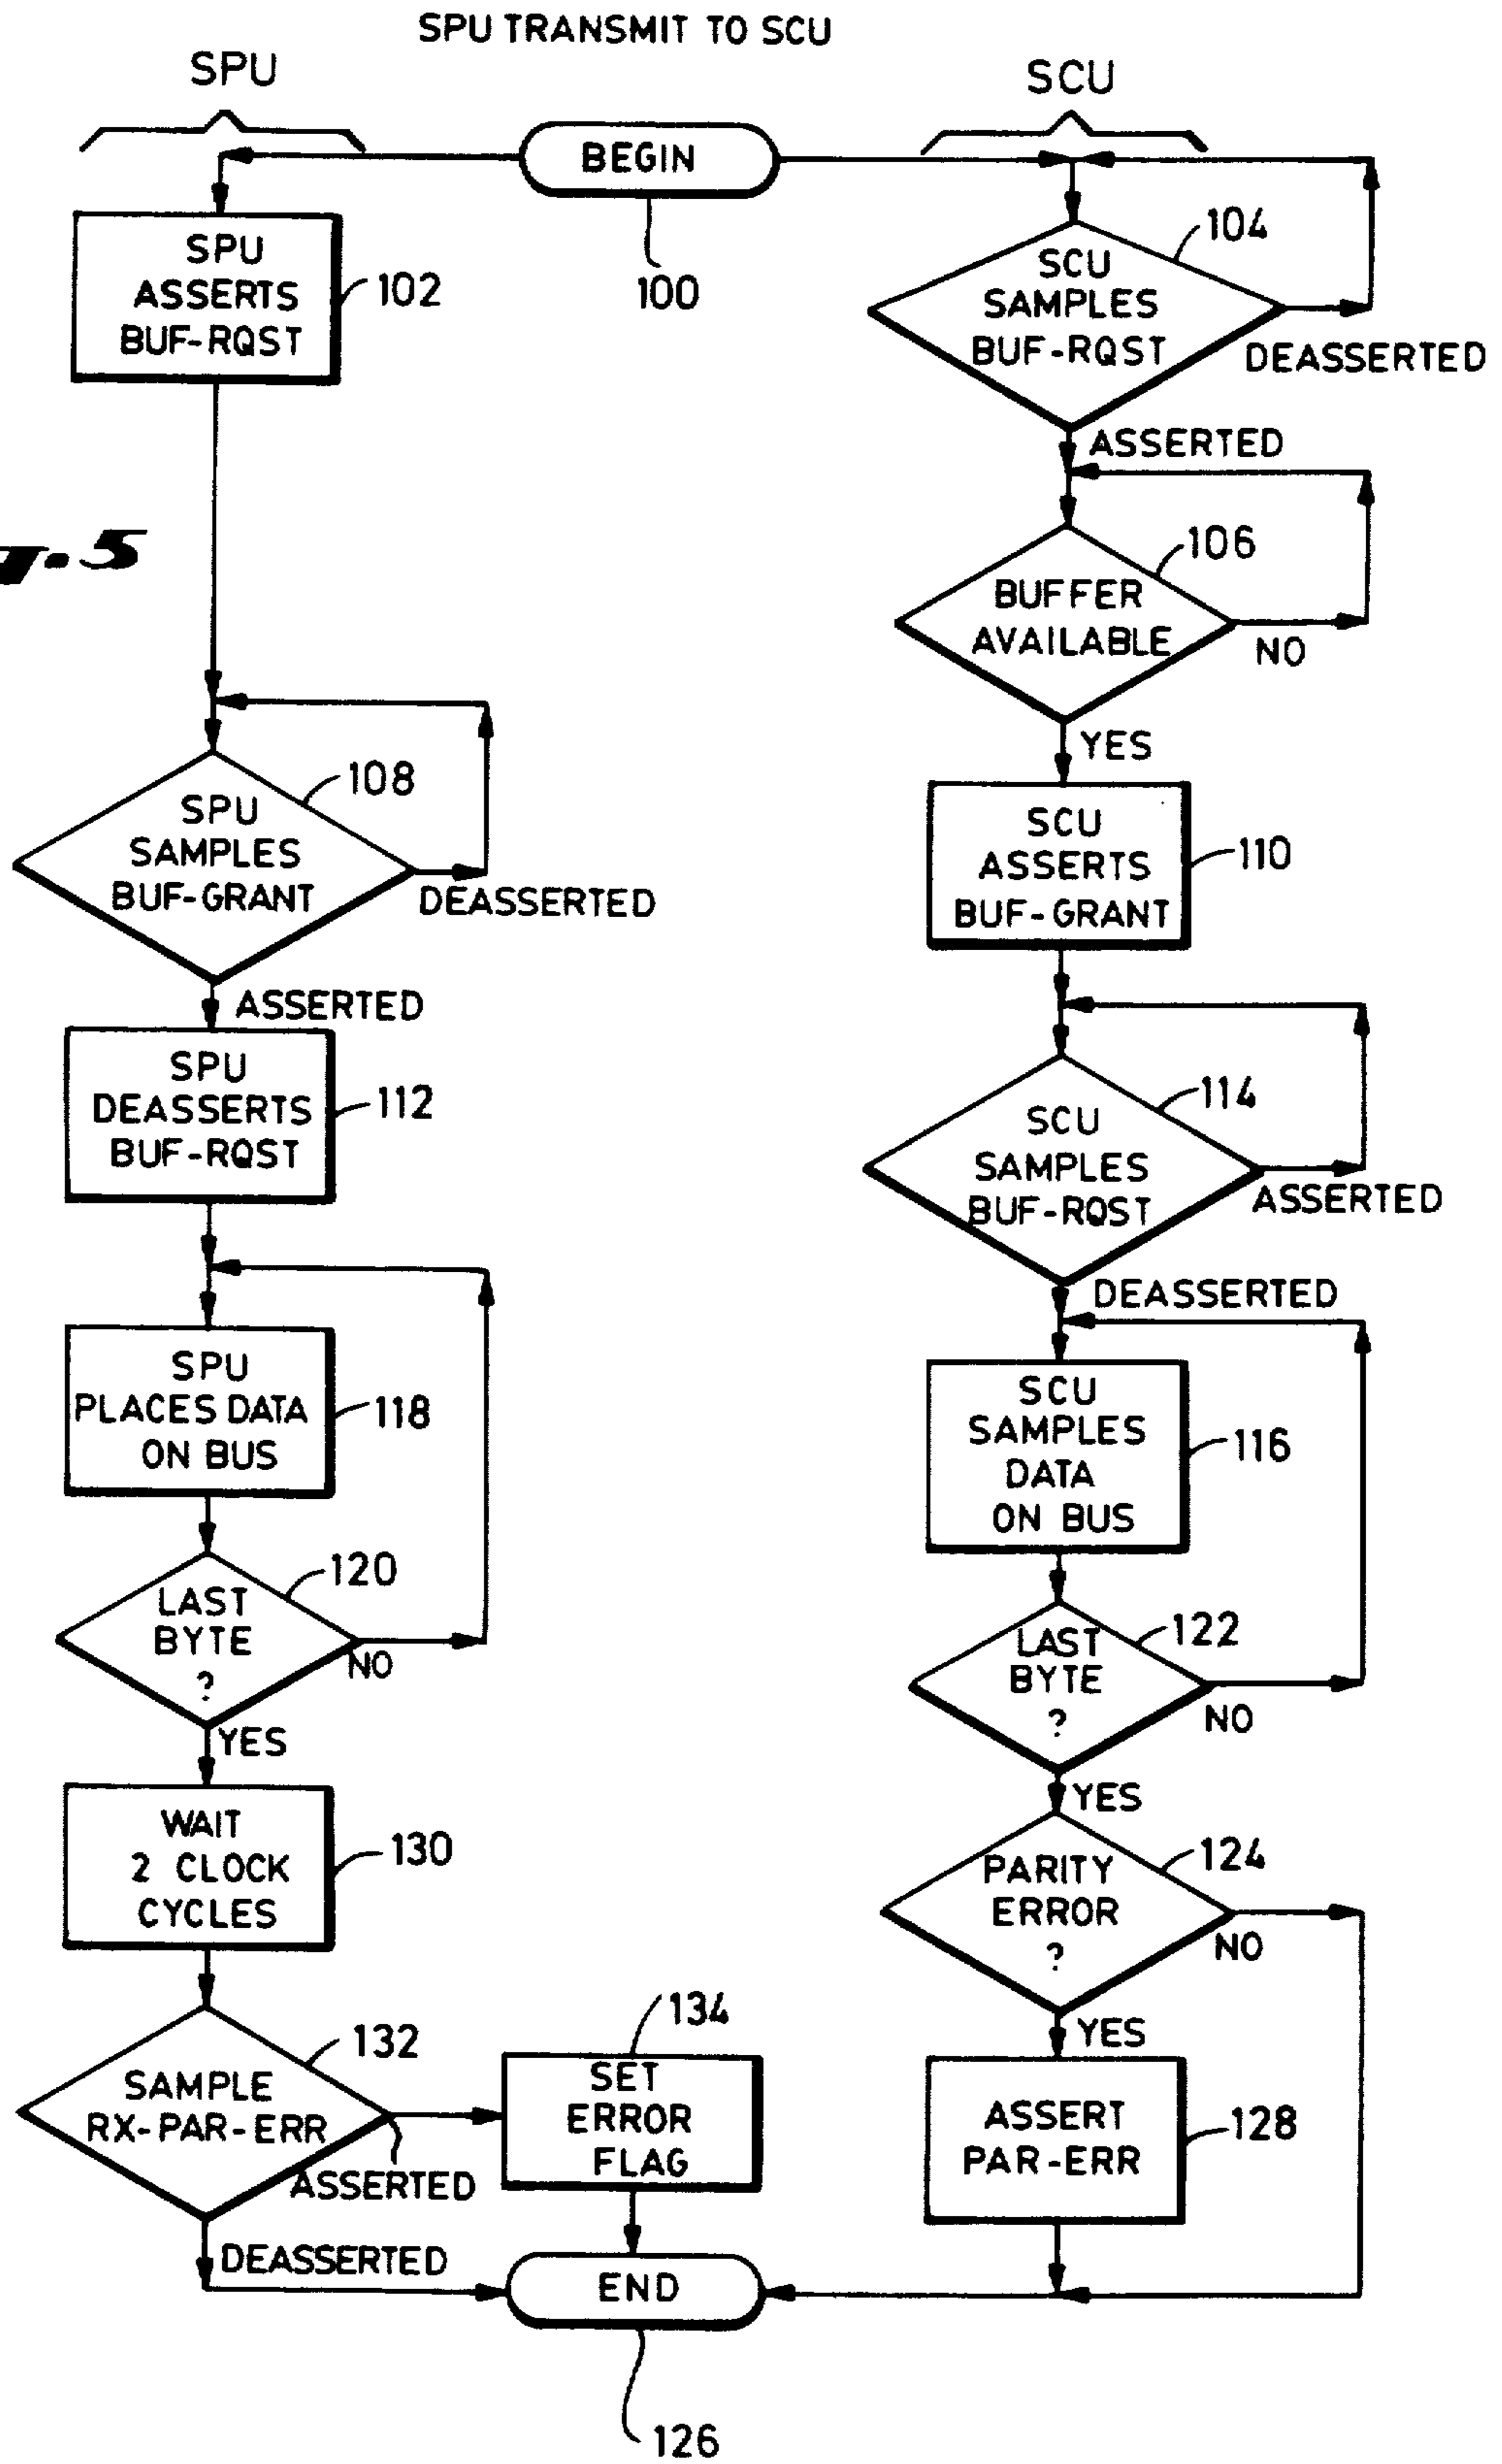 SPU TRANSMIT TO SCU
SPU
SCU
BEGIN
100
SPU
ASSERTS
BUF-RQST
102
SCU
SAMPLES
BUF-RQST
104
DEASSERTED
ASSERTED
5
BUFFER
AVAILABLE
106
NO
YES
SPU
SAMPLES
BUF-GRANT
108
DEASSERTED
ASSERTED
SCU
ASSERTS
BUF-GRANT
110
SPU
DEASSERTS
BUF-RQST
112
SCU
SAMPLES
BUF-RQST
114
ASSERTED
DEASSERTED
SPU
PLACES DATA
ON BUS
118
SCU
SAMPLES
DATA
ON BUS
116
LAST
BYTE
?
120
NO
YES
LAST
BYTE
?
122
NO
YES
WAIT
2 CLOCK
CYCLES
130
PARITY
ERROR
?
124
NO
YES
SAMPLE
RX-PAR-ERR
132
ASSERTED
DEASSERTED
SET
ERROR
FLAG
134
ASSERT
PAR-ERR
128
END
126